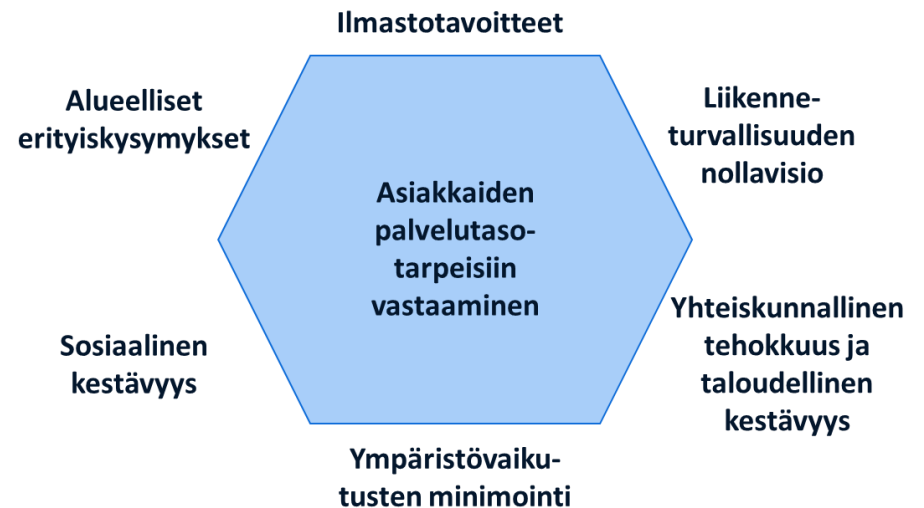 Ilmastotavoitteet
Alueelliset
erityiskysymykset
Liikenne-
turvallisuuden
nollavisio
Asiakkaiden
palvelutaso-
tarpeisiin
vastaaminen
Sosiaalinen
kestävyys
Yhteiskunnallinen
tehokkuus ja
taloudellinen
kestävyys
Ympäristövaiku-
tusten minimointi